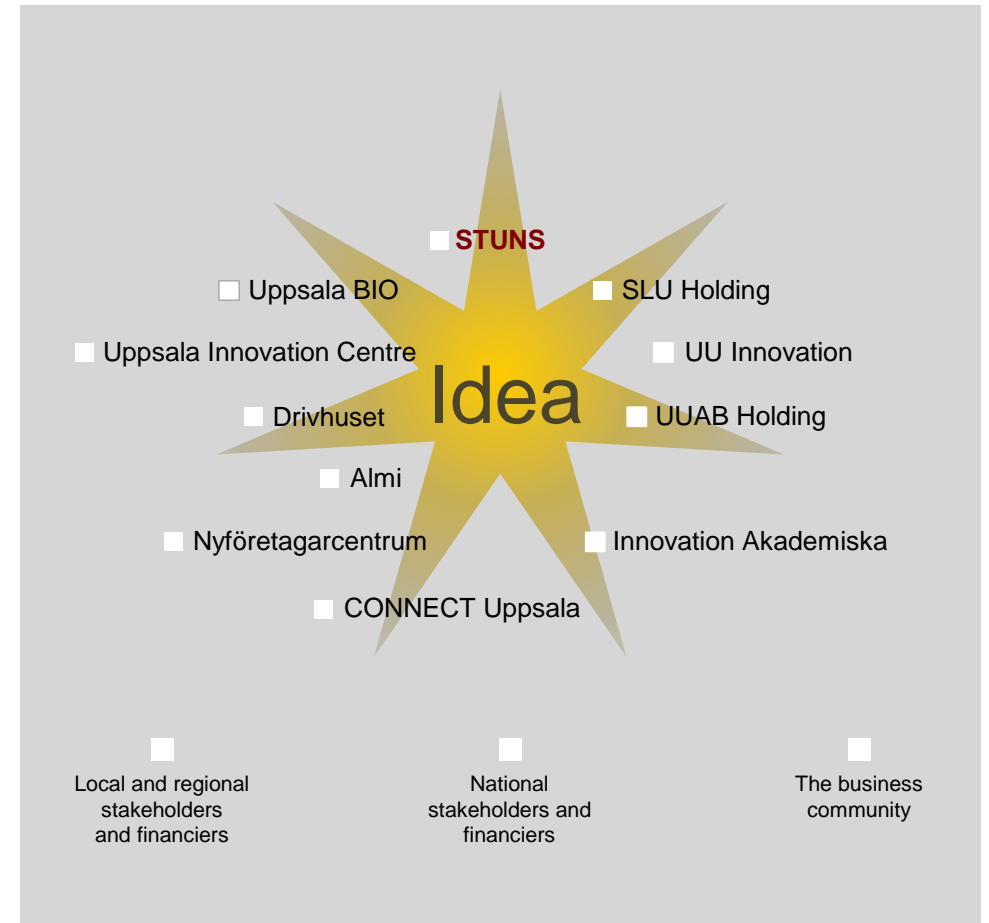 STUNS
Uppsala BIO
SLU Holding
Uppsala Innovation Centre
UU Innovation
Idea
Drivhuset
UUAB Holding
Almi
Nyföretagarcentrum
Innovation Akademiska
CONNECT Uppsala
Local and regional
stakeholders
and financiers
National
stakeholders and
financiers
The business
community